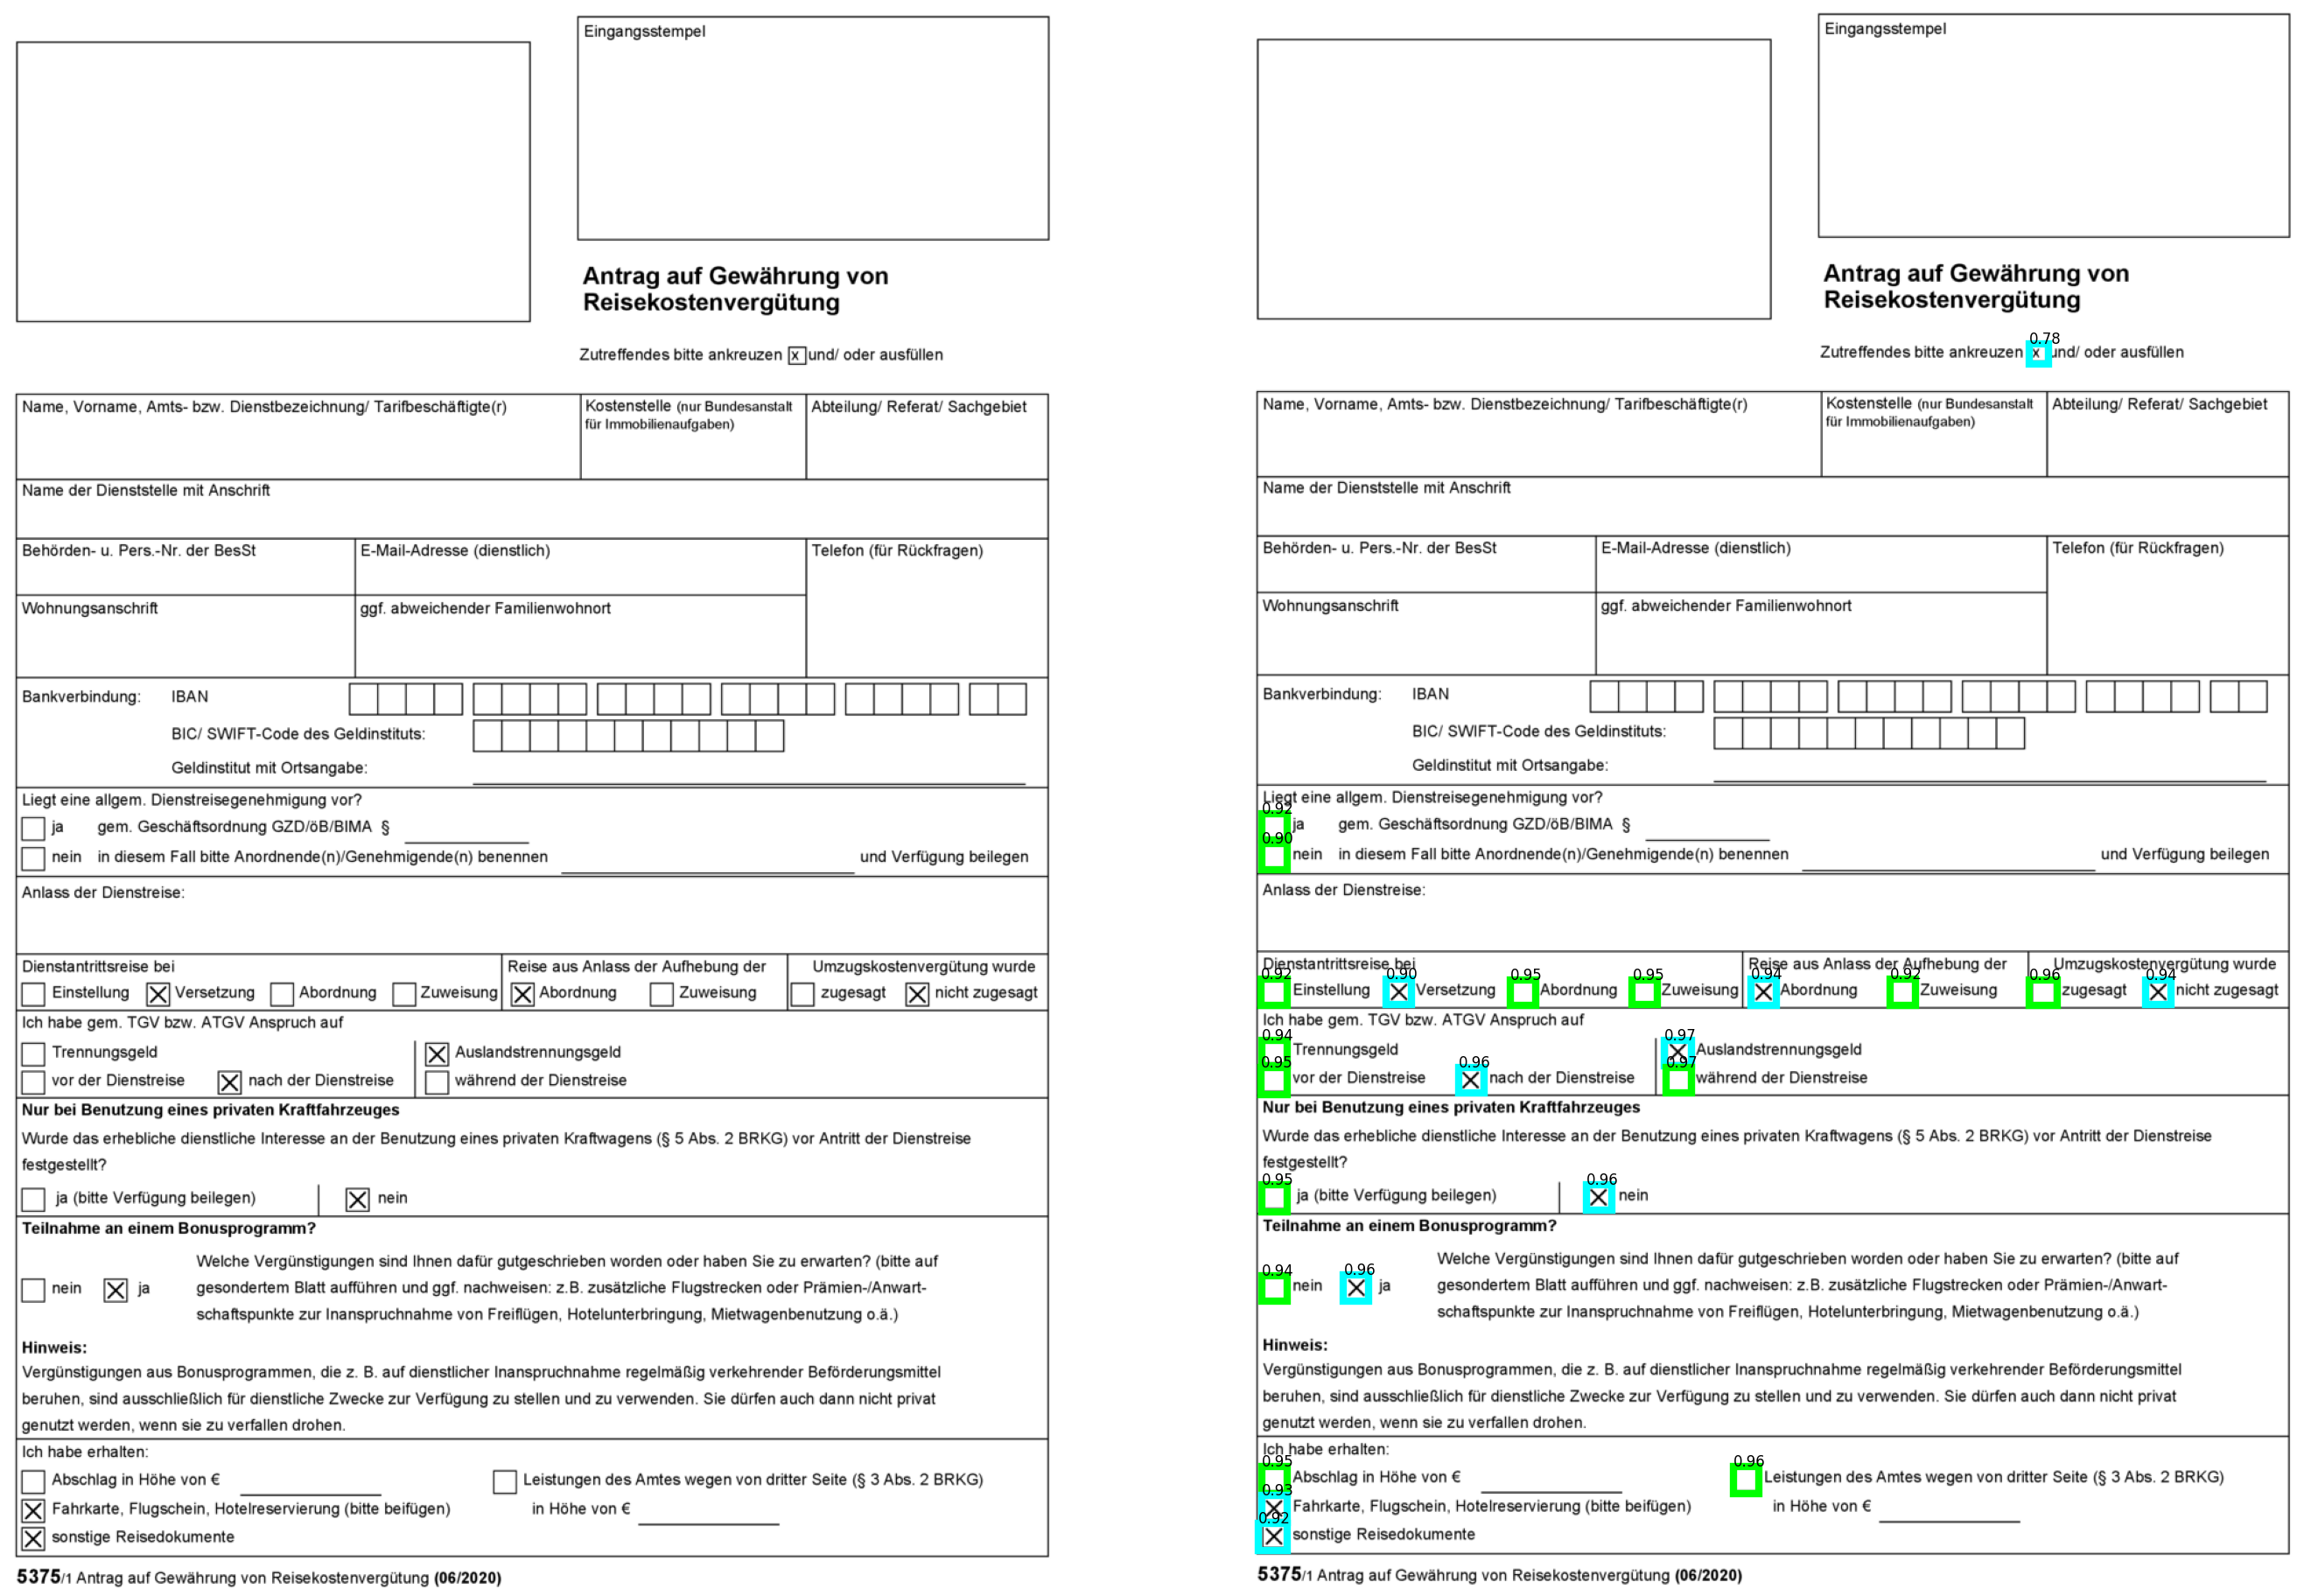 Eingangsstempel
Antrag auf Gewährung von
Reisekostenvergütung
Zutreffendes bitte ankreuzen x und/ oder ausfüllen
Name, Vorname, Amts- bzw. Dienstbezeichnung/ Tarifbeschäftigte(r)
Kostenstelle (nur Bundesanstalt
für Immobilienaufgaben)
Abteilung/ Referat/ Sachgebiet
Name der Dienststelle mit Anschrift
Behörden- u. Pers.-Nr. der BesSt
E-Mail-Adresse (dienstlich)
Telefon (für Rückfragen)
Wohnungsanschrift
ggf. abweichender Familienwohnort
Bankverbindung: IBAN
BIC/ SWIFT-Code des Geldinstituts:
Geldinstitut mit Ortsangabe:
Liegt eine allgem. Dienstreisegenehmigung vor?
ja gem. Geschäftsordnung GZD/öB/BIMA §
nein in diesem Fall bitte Anordnende(n)/Genehmigende(n) benennen und Verfügung beilegen
Anlass der Dienstreise:
Dienstantrittsreise bei
Einstellung Versetzung Abordnung Zuweisung
Reise aus Anlass der Aufhebung der
Abordnung Zuweisung
Umzugskostenvergütung wurde
zugesagt nicht zugesagt
Ich habe gem. TGV bzw. ATGV Anspruch auf
Trennungsgeld Auslandstrennungsgeld
vor der Dienstreise nach der Dienstreise während der Dienstreise
Nur bei Benutzung eines privaten Kraftfahrzeuges
Wurde das erhebliche dienstliche Interesse an der Benutzung eines privaten Kraftwagens (§ 5 Abs. 2 BRKG) vor Antritt der Dienstreise
festgestellt?
ja (bitte Verfügung beilegen) nein
Teilnahme an einem Bonusprogramm?
Welche Vergünstigungen sind Ihnen dafür gutgeschrieben worden oder haben Sie zu erwarten? (bitte auf
nein ja gesondertem Blatt aufführen und ggf. nachweisen: z.B. zusätzliche Flugstrecken oder Prämien-/Anwart-
schaftspunkte zur Inanspruchnahme von Freiflügen, Hotelunterbringung, Mietwagenbenutzung o.ä.)
Hinweis:
Vergünstigungen aus Bonusprogrammen, die z. B. auf dienstlicher Inanspruchnahme regelmäßig verkehrender Beförderungsmittel
beruhen, sind ausschließlich für dienstliche Zwecke zur Verfügung zu stellen und zu verwenden. Sie dürfen auch dann nicht privat
genutzt werden, wenn sie zu verfallen drohen.
Ich habe erhalten:
Abschlag in Höhe von € Leistungen des Amtes wegen von dritter Seite (§ 3 Abs. 2 BRKG)
Fahrkarte, Flugschein, Hotelreservierung (bitte beifügen) in Höhe von €
sonstige Reisedokumente
5375/1 Antrag auf Gewährung von Reisekostenvergütung (06/2020)
Eingangsstempel
Antrag auf Gewährung von
Reisekostenvergütung
0.78
Zutreffendes bitte ankreuzen x und/ oder ausfüllen
Name, Vorname, Amts- bzw. Dienstbezeichnung/ Tarifbeschäftigte(r)
Kostenstelle (nur Bundesanstalt
für Immobilienaufgaben)
Abteilung/ Referat/ Sachgebiet
Name der Dienststelle mit Anschrift
Behörden- u. Pers.-Nr. der BesSt
E-Mail-Adresse (dienstlich)
Telefon (für Rückfragen)
Wohnungsanschrift
ggf. abweichender Familienwohnort
Bankverbindung: IBAN
BIC/ SWIFT-Code des Geldinstituts:
Geldinstitut mit Ortsangabe:
Liegt eine allgem. Dienstreisegenehmigung vor?
0.92
ja gem. Geschäftsordnung GZD/öB/BIMA §
0.90
nein in diesem Fall bitte Anordnende(n)/Genehmigende(n) benennen und Verfügung beilegen
Anlass der Dienstreise:
Dienstantrittsreise bei
0.92 0.90 0.95 0.95
Einstellung Versetzung Abordnung Zuweisung
Reise aus Anlass der Aufhebung der
0.94 0.92
Abordnung Zuweisung
Umzugskostenvergütung wurde
0.96 0.94
zugesagt nicht zugesagt
Ich habe gem. TGV bzw. ATGV Anspruch auf
0.94 0.97
Trennungsgeld Auslandstrennungsgeld
0.95 0.96 0.97
vor der Dienstreise nach der Dienstreise während der Dienstreise
Nur bei Benutzung eines privaten Kraftfahrzeuges
Wurde das erhebliche dienstliche Interesse an der Benutzung eines privaten Kraftwagens (§ 5 Abs. 2 BRKG) vor Antritt der Dienstreise
festgestellt?
0.95 0.96
ja (bitte Verfügung beilegen) nein
Teilnahme an einem Bonusprogramm?
Welche Vergünstigungen sind Ihnen dafür gutgeschrieben worden oder haben Sie zu erwarten? (bitte auf
0.94 0.96
nein ja gesondertem Blatt aufführen und ggf. nachweisen: z.B. zusätzliche Flugstrecken oder Prämien-/Anwart-
schaftspunkte zur Inanspruchnahme von Freiflügen, Hotelunterbringung, Mietwagenbenutzung o.ä.)
Hinweis:
Vergünstigungen aus Bonusprogrammen, die z. B. auf dienstlicher Inanspruchnahme regelmäßig verkehrender Beförderungsmittel
beruhen, sind ausschließlich für dienstliche Zwecke zur Verfügung zu stellen und zu verwenden. Sie dürfen auch dann nicht privat
genutzt werden, wenn sie zu verfallen drohen.
Ich habe erhalten:
0.95 0.96
Abschlag in Höhe von € Leistungen des Amtes wegen von dritter Seite (§ 3 Abs. 2 BRKG)
0.93
Fahrkarte, Flugschein, Hotelreservierung (bitte beifügen) in Höhe von €
0.92
sonstige Reisedokumente
5375/1 Antrag auf Gewährung von Reisekostenvergütung (06/2020)